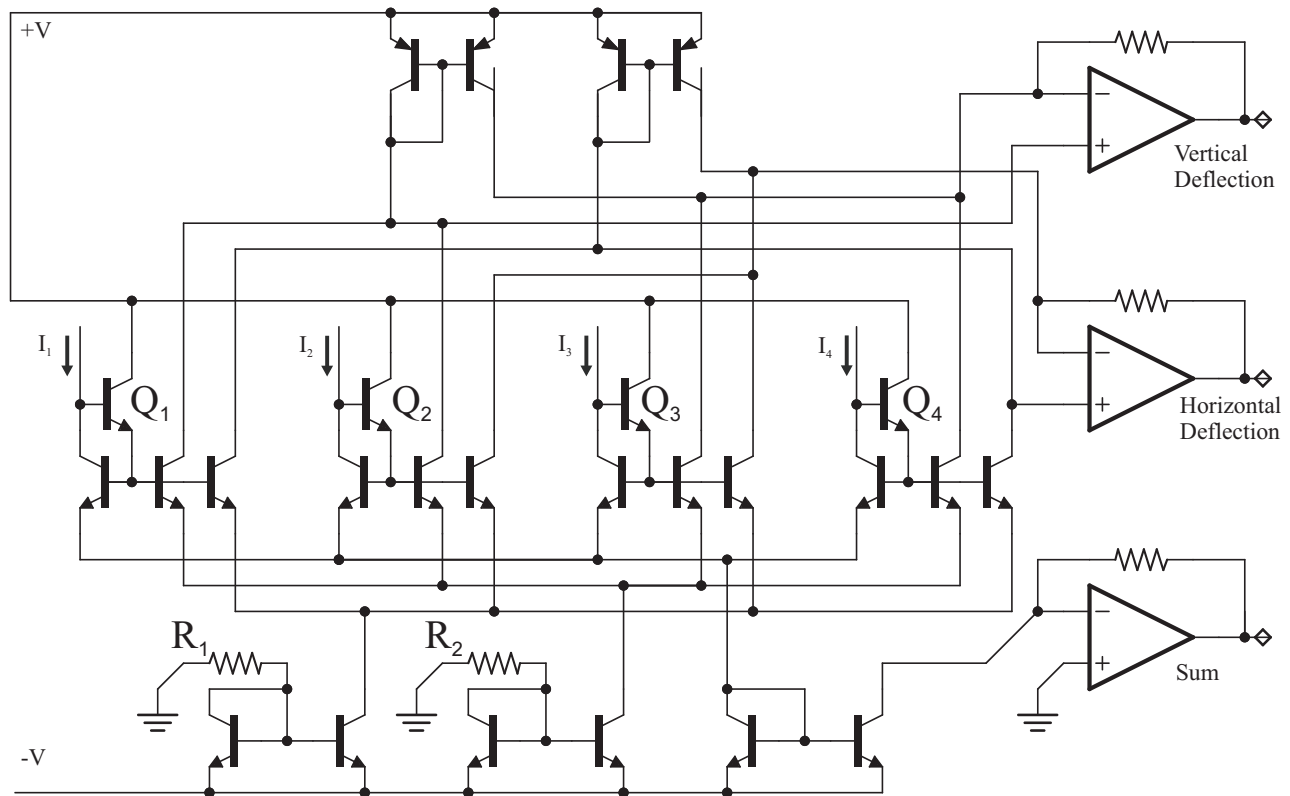 +V
−
+
Vertical
Deflection
I₁
I₂
I₃
I₄
Q₁
Q₂
Q₃
Q₄
−
+
Horizontal
Deflection
R₁
R₂
−
+
Sum
-V